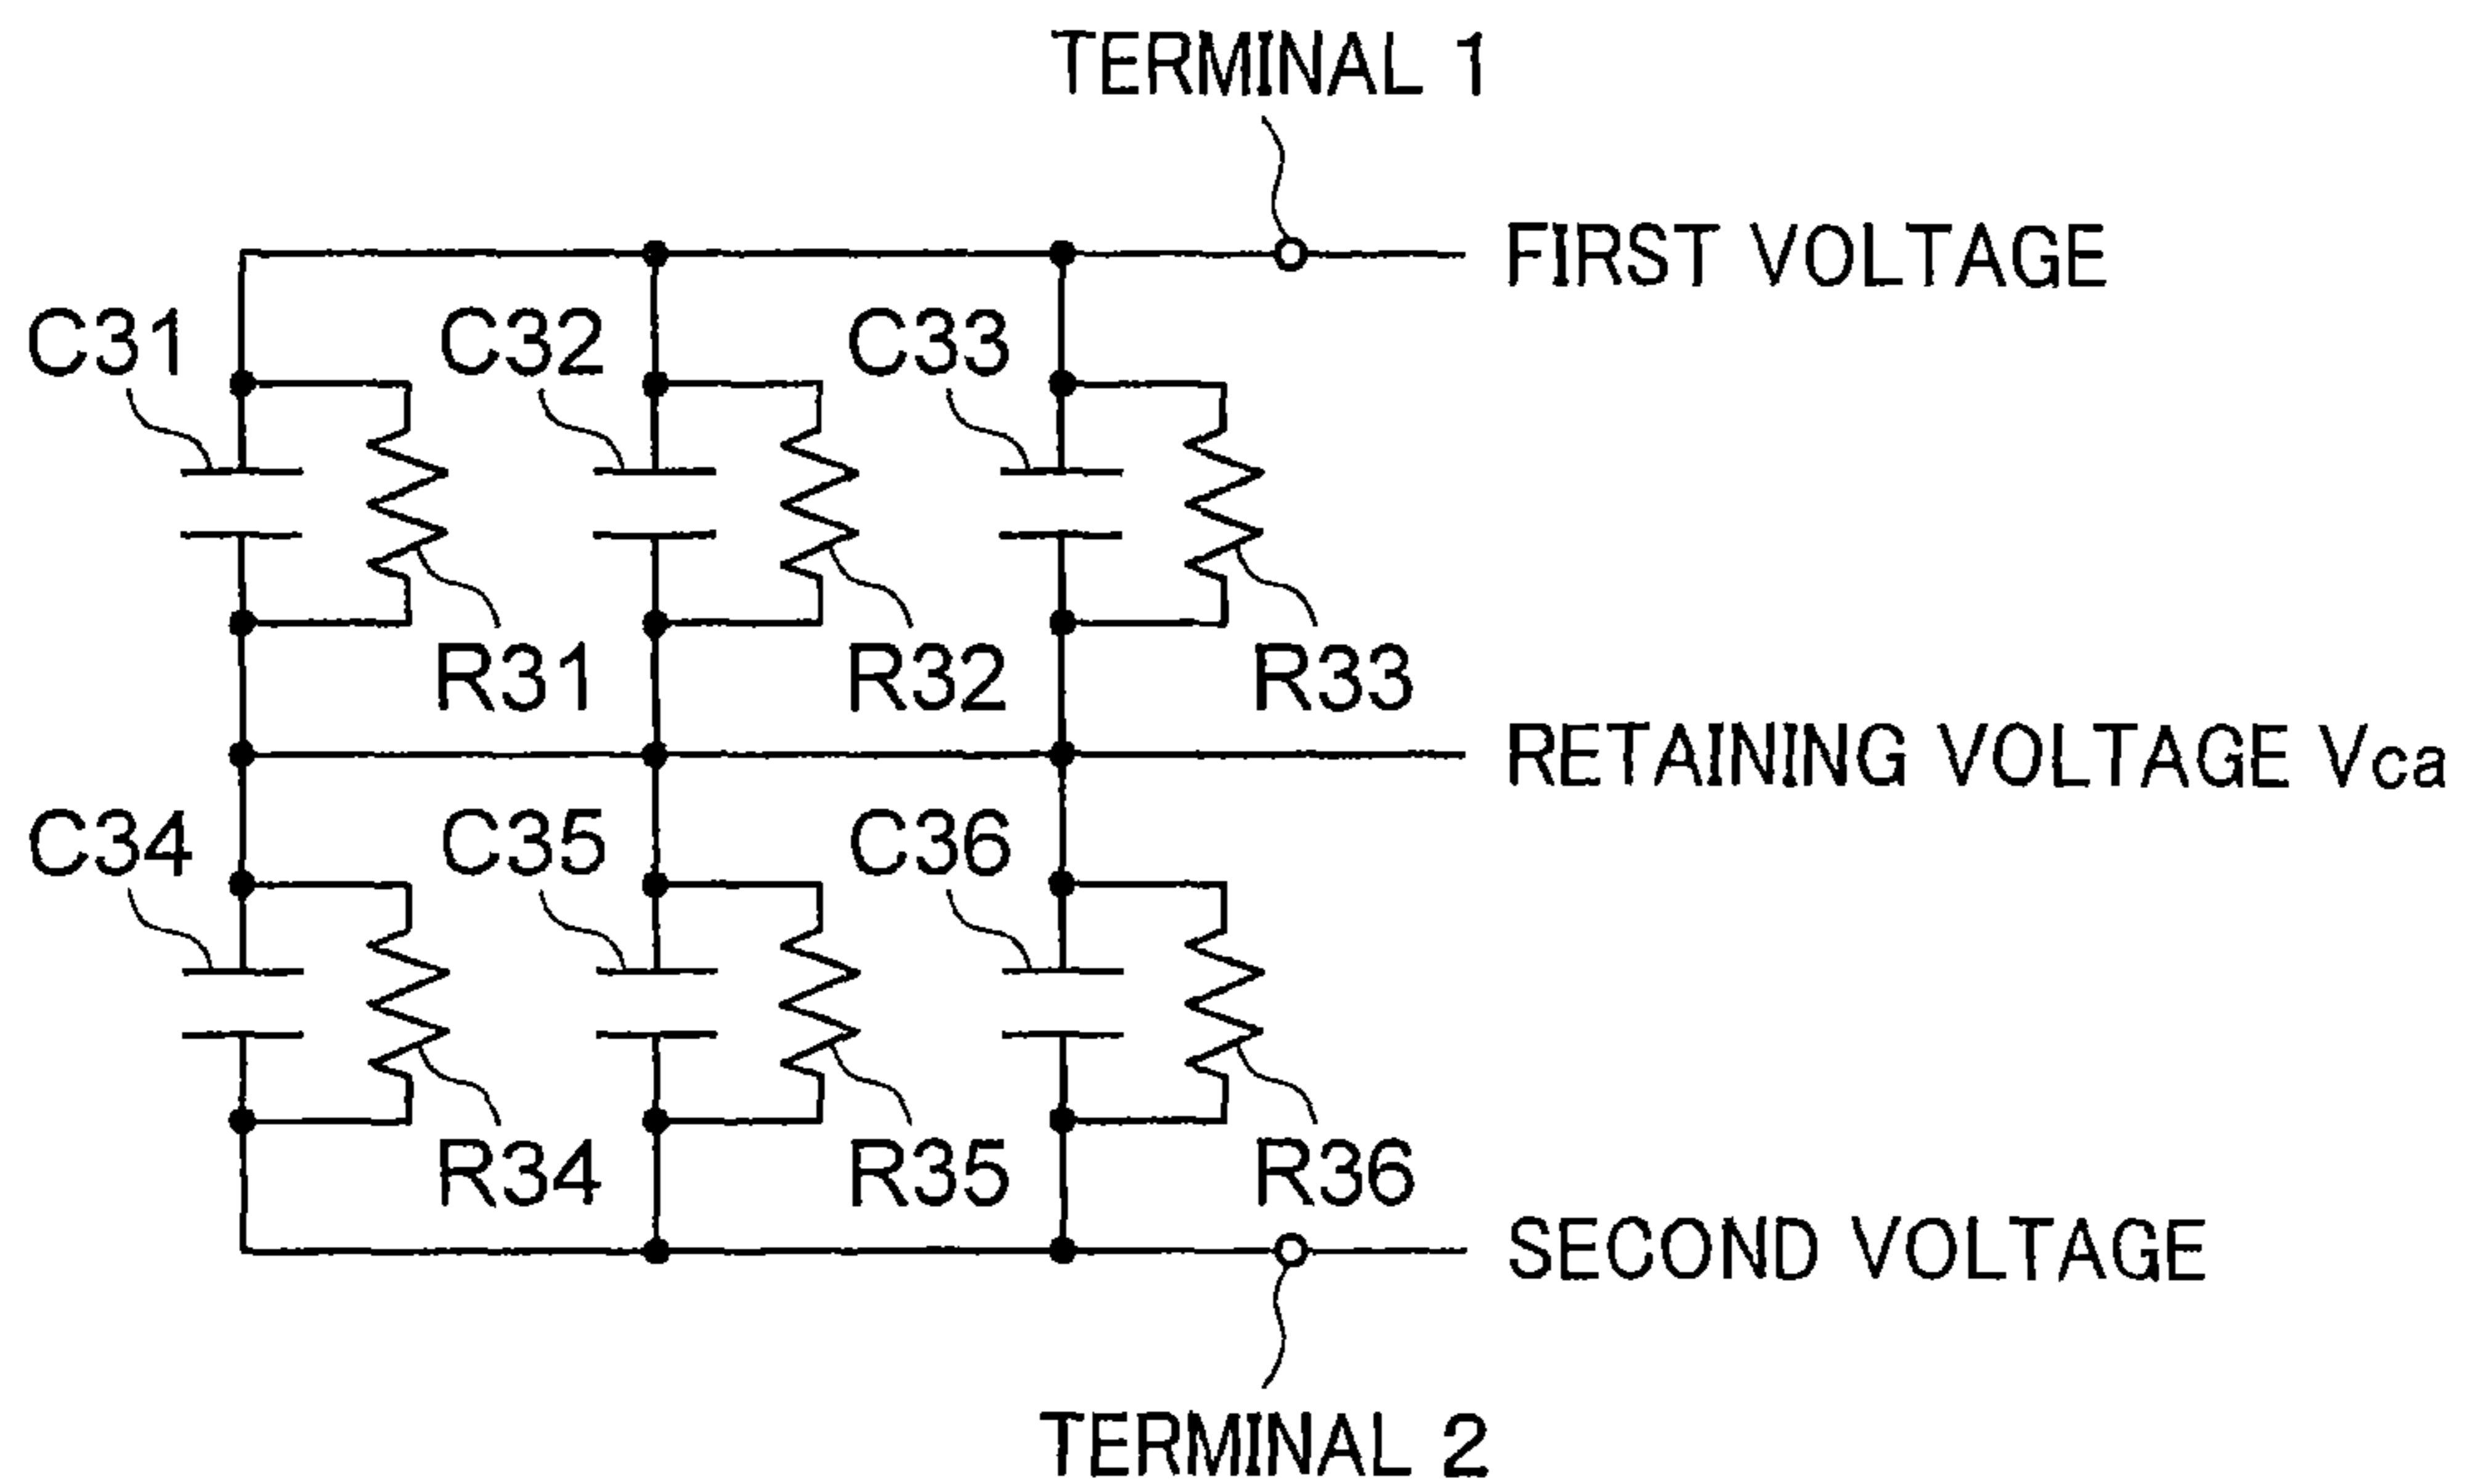 TERMINAL 1
FIRST VOLTAGE
C31
C32
C33
R31
R32
R33
RETAINING VOLTAGE Vca
C34
C35
C36
R34
R35
R36
SECOND VOLTAGE
TERMINAL 2